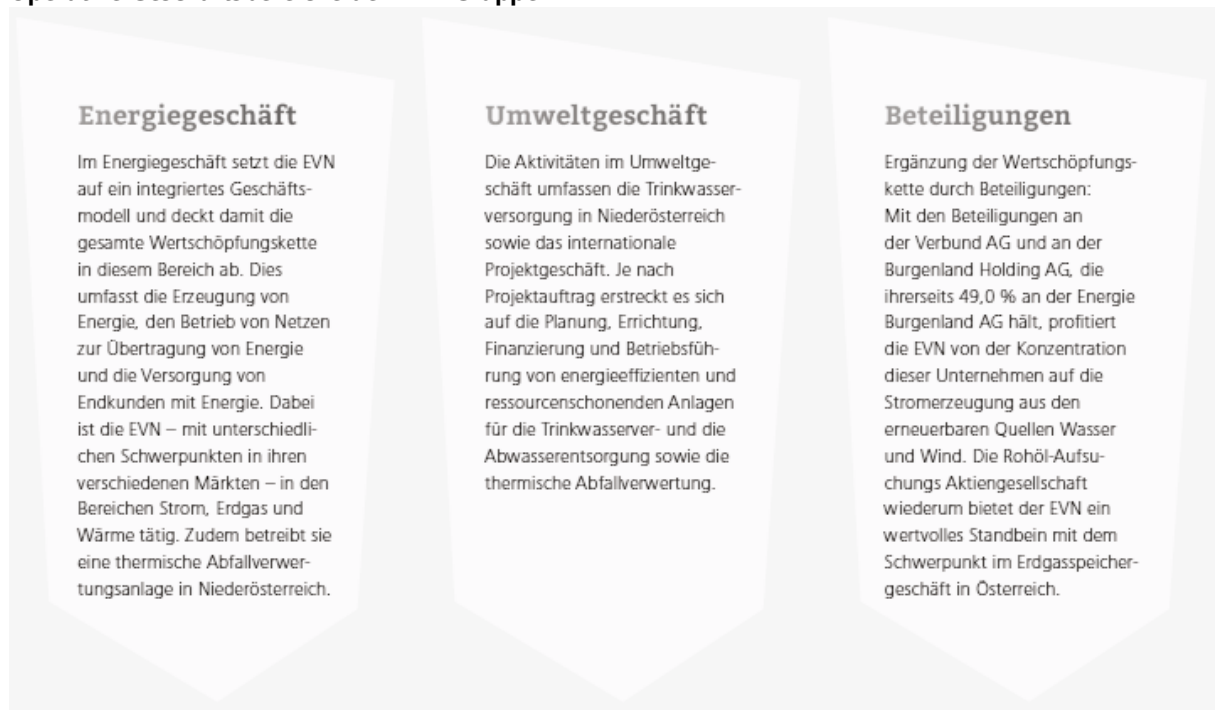 Energiegeschäft
Im Energiegeschäft setzt die EVN
auf ein integriertes Geschäfts-
modell und deckt damit die
gesamte Wertschöpfungskette
in diesem Bereich ab. Dies
umfasst die Erzeugung von
Energie, den Betrieb von Netzen
zur Übertragung von Energie
und die Versorgung von
Endkunden mit Energie. Dabei
ist die EVN – mit unterschiedli-
chen Schwerpunkten in ihren
verschiedenen Märkten – in den
Bereichen Strom, Erdgas und
Wärme tätig. Zudem betreibt sie
eine thermische Abfallverwer-
tungsanlage in Niederösterreich.
Umweltgeschäft
Die Aktivitäten im Umweltge-
schäft umfassen die Trinkwasser-
versorgung in Niederösterreich
sowie das internationale
Projektgeschäft. Je nach
Projektauftrag erstreckt es sich
auf die Planung, Errichtung,
Finanzierung und Betriebsfüh-
rung von energieeffizienten und
ressourcenschonenden Anlagen
für die Trinkwasserver- und die
Abwasserentsorgung sowie die
thermische Abfallverwertung.
Beteiligungen
Ergänzung der Wertschöpfungs-
kette durch Beteiligungen:
Mit den Beteiligungen an
der Verbund AG und an der
Burgenland Holding AG, die
ihrerseits 49,0 % an der Energie
Burgenland AG hält, profitiert
die EVN von der Konzentration
dieser Unternehmen auf die
Stromerzeugung aus den
erneuerbaren Quellen Wasser
und Wind. Die Rohöl-Aufsu-
chungs Aktiengesellschaft
wiederum bietet der EVN ein
wertvolles Standbein mit dem
Schwerpunkt im Erdgasspeicher-
geschäft in Österreich.